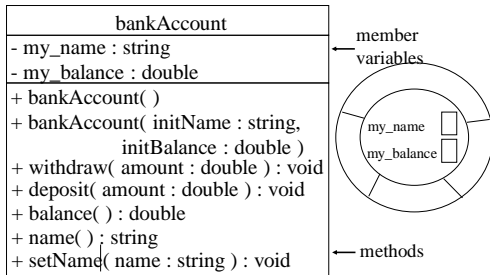 bankAccount
- my_name : string
- my_balance : double
+ bankAccount( )
+ bankAccount( initName : string,
initBalance : double )
+ withdraw( amount : double ) : void
+ deposit( amount : double ) : void
+ balance( ) : double
+ name( ) : string
+ setName( name : string ) : void
member
variables
my_name
my_balance
methods